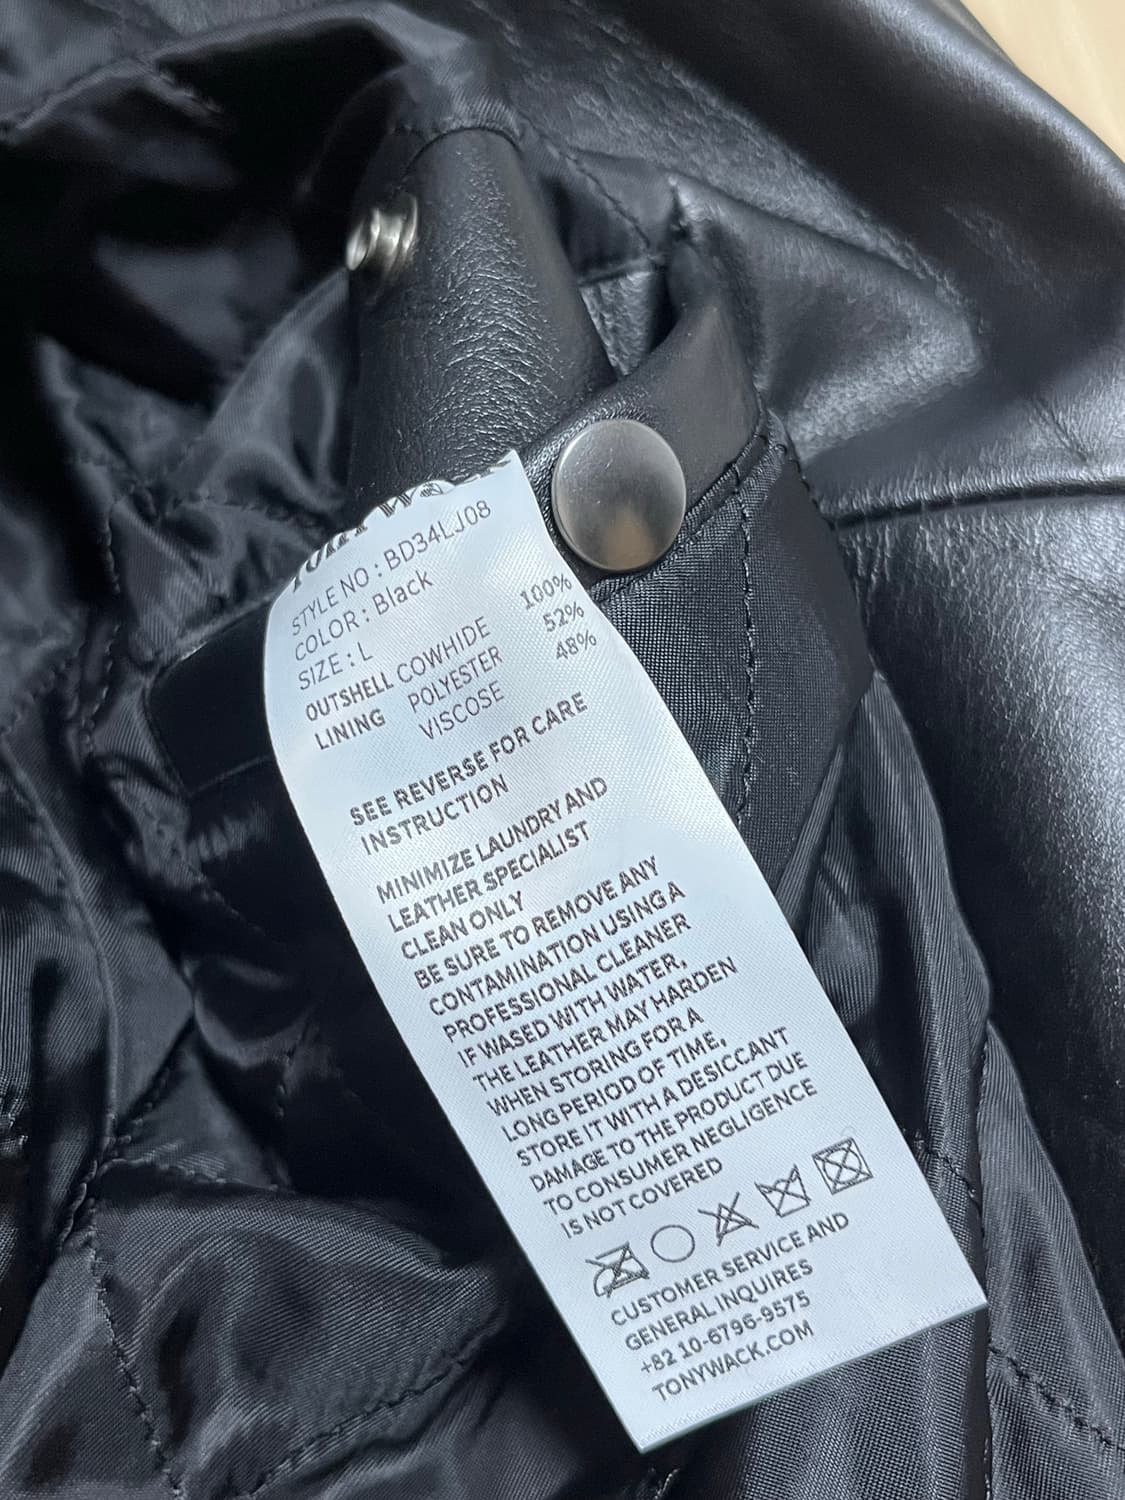 STYLE NO : BD34LJ08
COLOR : Black
SIZE : L
OUTSHELL COWHIDE 100%
LINING POLYESTER 52%
VISCOSE 48%
SEE REVERSE FOR CARE
INSTRUCTION
MINIMIZE LAUNDRY AND
LEATHER SPECIALIST
CLEAN ONLY
BE SURE TO REMOVE ANY
CONTAMINATION USING A
PROFESSIONAL CLEANER
IF WASED WITH WATER,
THE LEATHER MAY HARDEN
WHEN STORING FOR A
LONG PERIOD OF TIME,
STORE IT WITH A DESICCANT
DAMAGE TO THE PRODUCT DUE
TO CONSUMER NEGLIGENCE
IS NOT COVERED
CUSTOMER SERVICE AND
GENERAL INQUIRES
+82 10-6796-9575
TONYWACK.COM